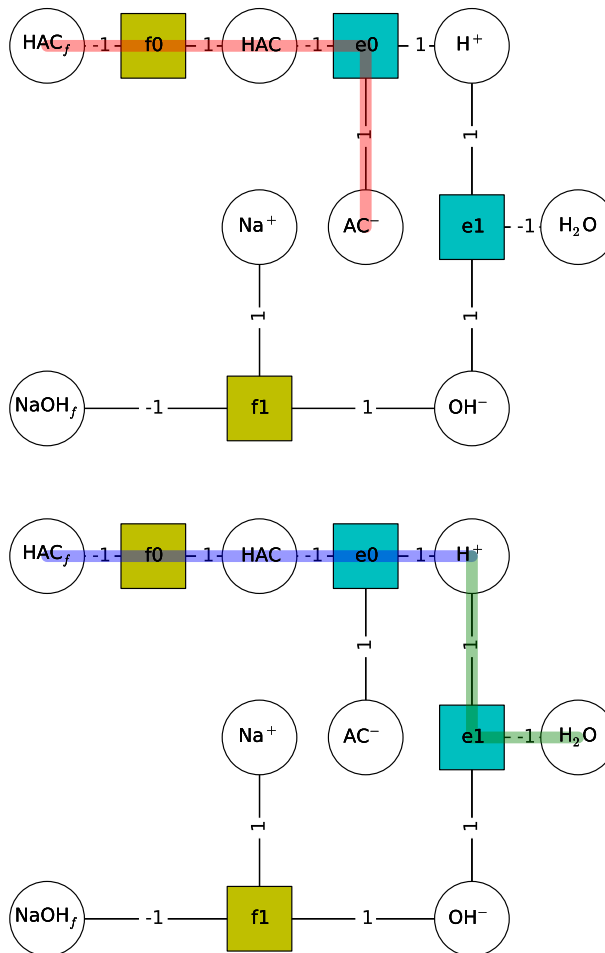 HAC_f -1 f0 1 HAC -1 e0 1 H⁺
1 1
Na⁺ AC⁻ e1 -1 H₂O
1 1
NaOH_f -1 f1 1 OH⁻
HAC_f -1 f0 1 HAC -1 e0 1 H⁺
1 1
Na⁺ AC⁻ e1 -1 H₂O
1 1
NaOH_f -1 f1 1 OH⁻